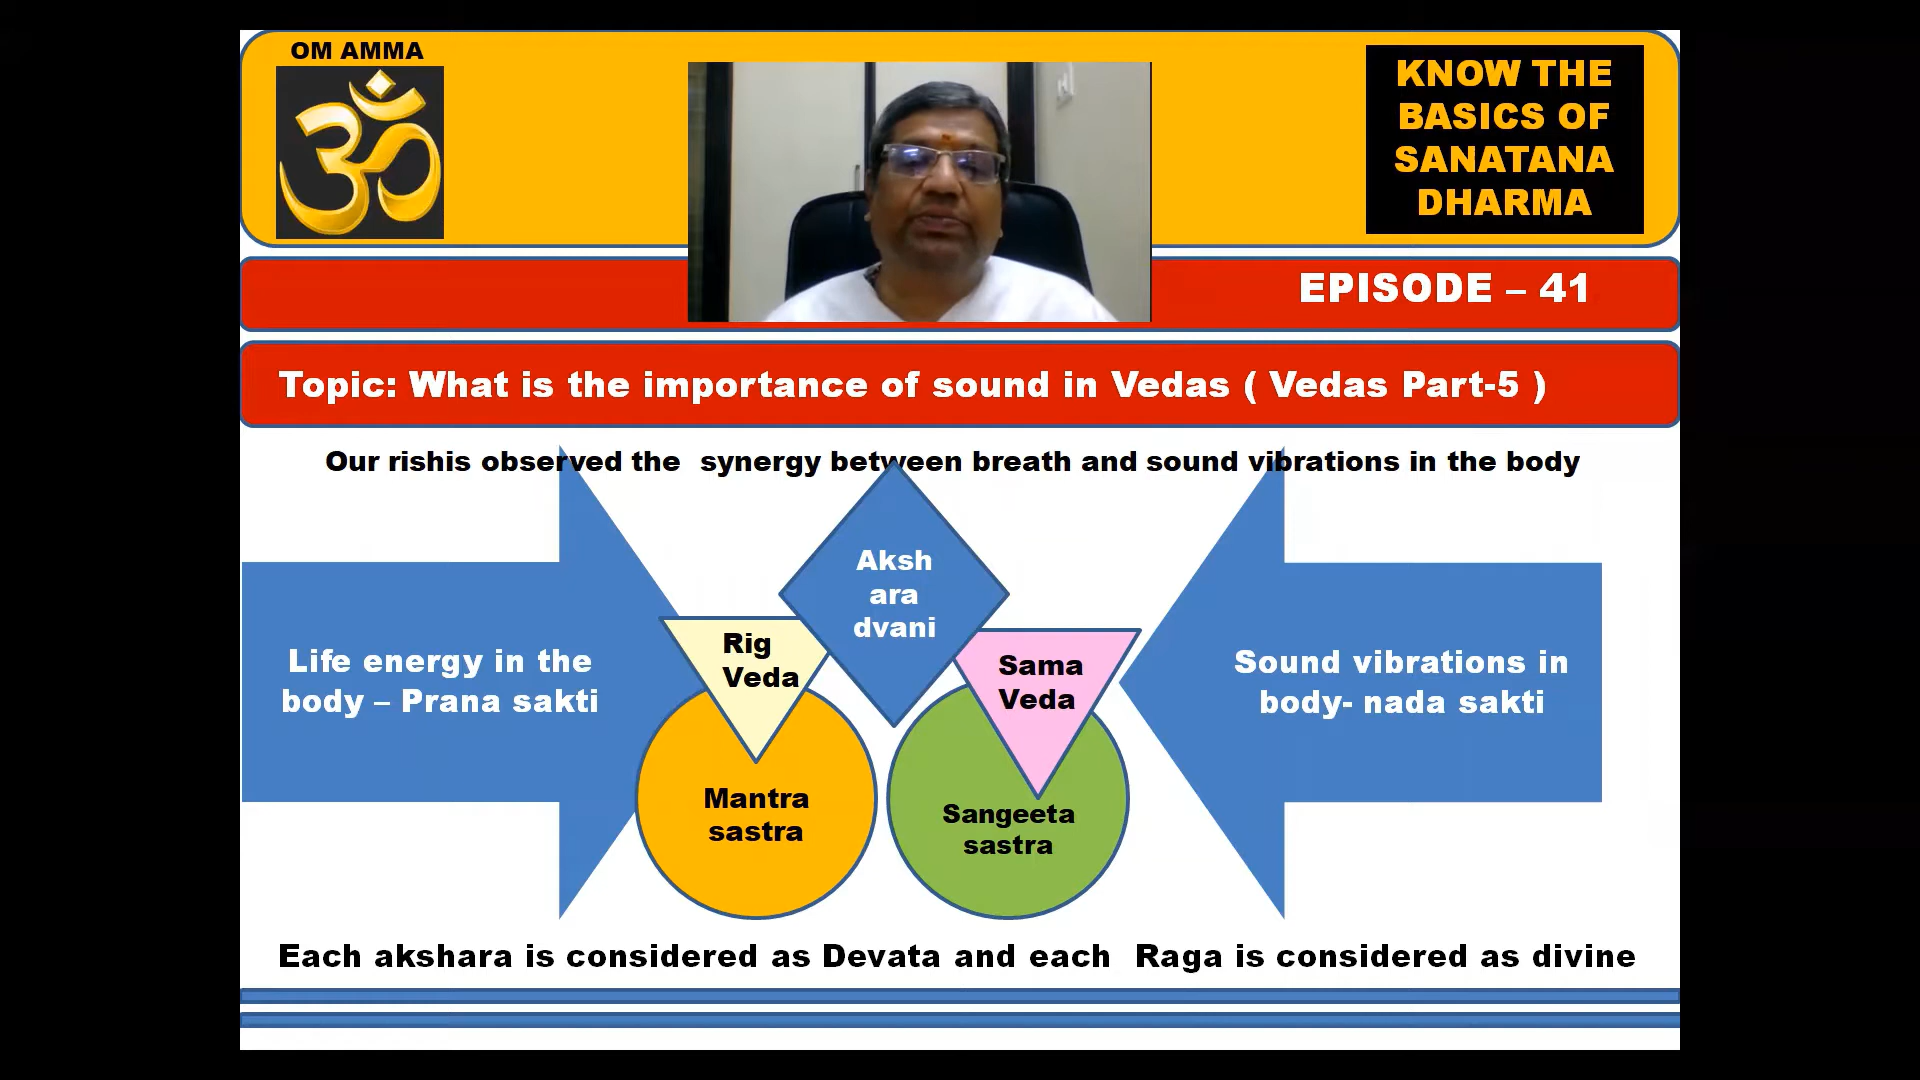 OM AMMA
KNOW THE
BASICS OF
SANATANA
DHARMA
EPISODE – 41
Topic: What is the importance of sound in Vedas ( Vedas Part-5 )
Our rishis observed the synergy between breath and sound vibrations in the body
Aksh
ara
dvani
Life energy in the
body – Prana sakti
Rig
Veda
Sama
Veda
Sound vibrations in
body- nada sakti
Mantra
sastra
Sangeeta
sastra
Each akshara is considered as Devata and each Raga is considered as divine